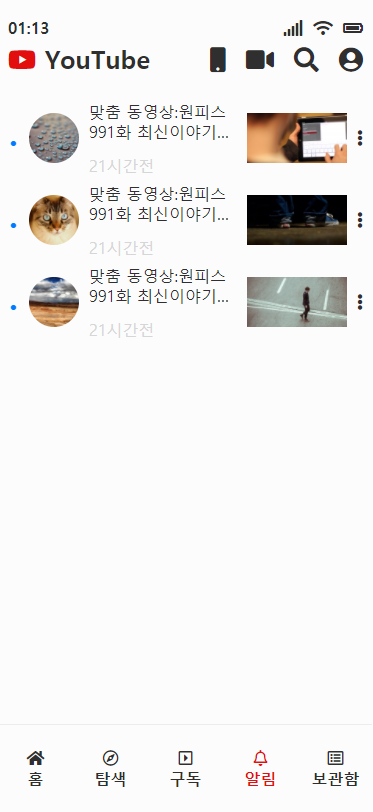 01:13
YouTube
맞춤 동영상:원피스
991화 최신이야기...
21시간전
맞춤 동영상:원피스
991화 최신이야기...
21시간전
맞춤 동영상:원피스
991화 최신이야기...
21시간전
홈 탐색 구독 알림 보관함